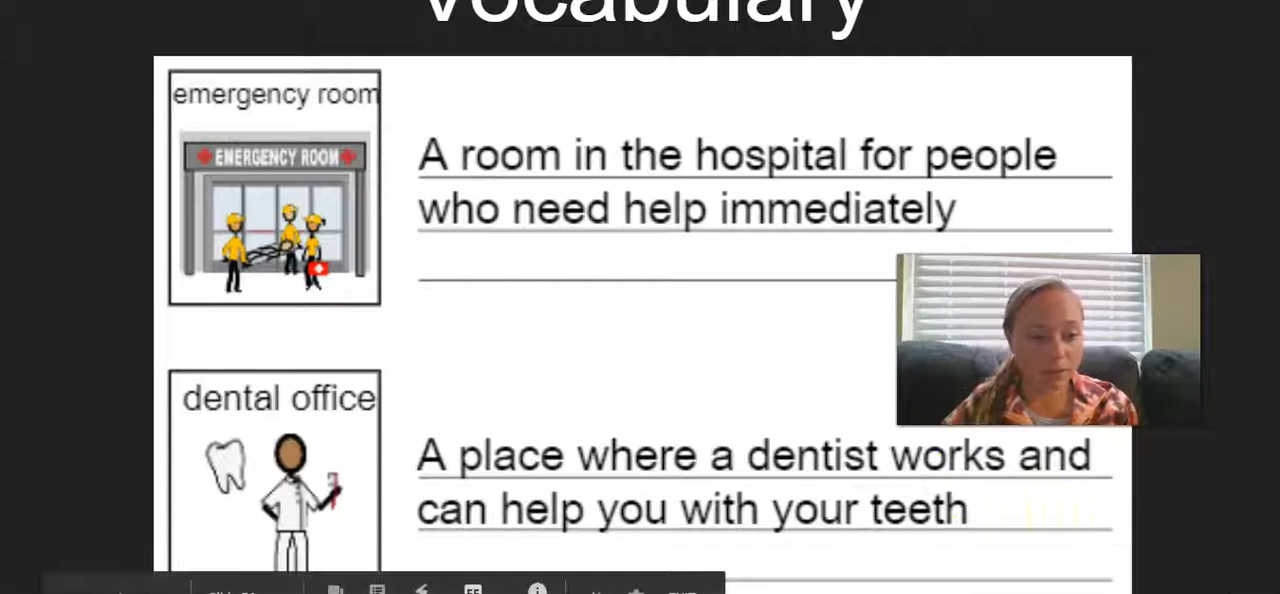 Vocabulary
emergency room
EMERGENCY ROOM
A room in the hospital for people
who need help immediately
dental office
A place where a dentist works and
can help you with your teeth